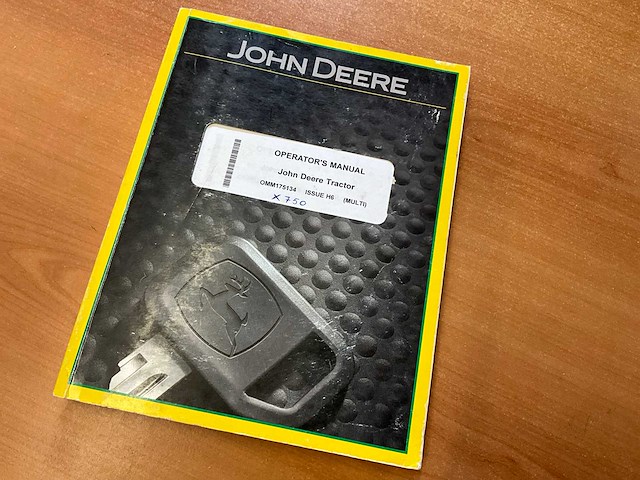 JOHN DEERE
OPERATOR'S MANUAL
John Deere Tractor
OMM175134 ISSUE H6 (MULTI)
X750